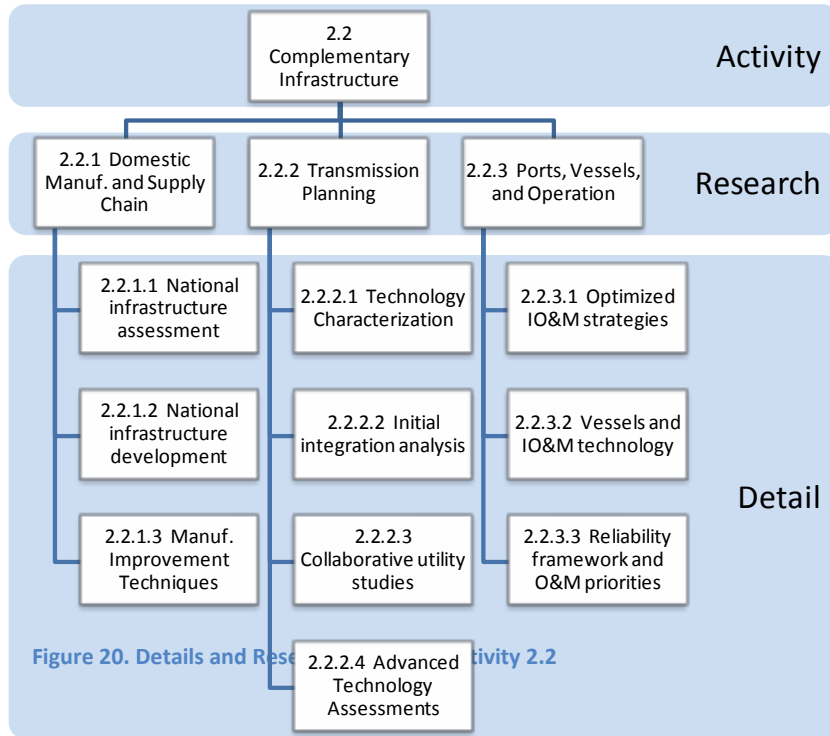 2.2
Complementary
Infrastructure
Activity
2.2.1 Domestic
Manuf. and Supply
Chain
2.2.2 Transmission
Planning
2.2.3 Ports, Vessels,
and Operation
Research
2.2.1.1 National
infrastructure
assessment
2.2.2.1 Technology
Characterization
2.2.3.1 Optimized
IO&M strategies
2.2.1.2 National
infrastructure
development
2.2.2.2 Initial
integration analysis
2.2.3.2 Vessels and
IO&M technology
Detail
2.2.1.3 Manuf.
Improvement
Techniques
2.2.2.3
Collaborative utility
studies
2.2.3.3 Reliability
framework and
O&M priorities
Figure 20. Details and 2.2
2.2.2.4 Advanced
Technology
Assessments